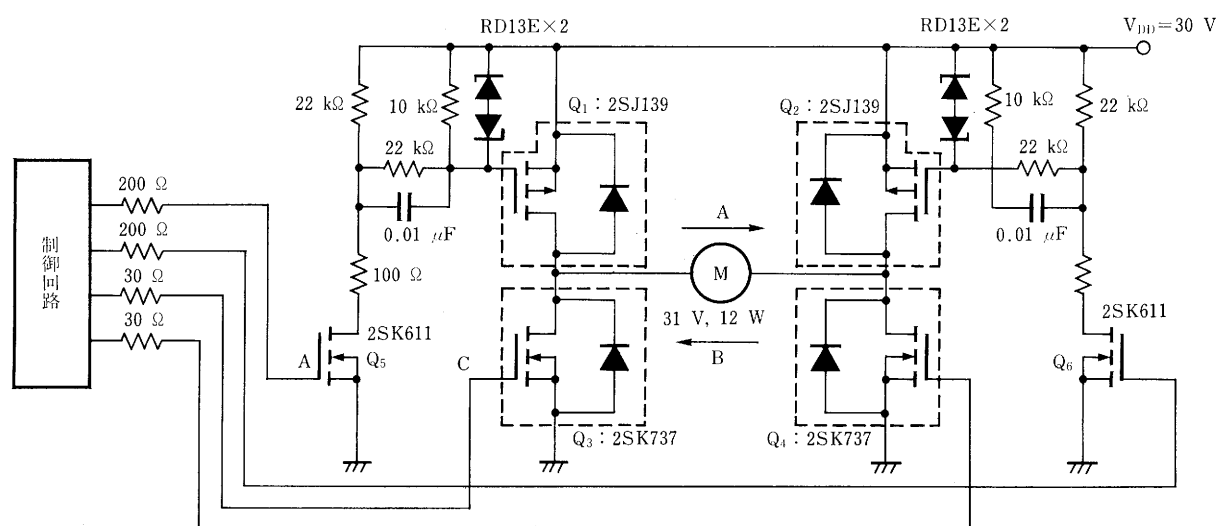 RD13E×2
RD13E×2
V_DD=30 V
22 kΩ
10 kΩ
Q₁：2SJ139
Q₂：2SJ139
10 kΩ
22 kΩ
22 kΩ
22 kΩ
200 Ω
0.01 μF
A
0.01 μF
200 Ω
制御回路
30 Ω
100 Ω
M
30 Ω
2SK611
31 V, 12 W
2SK611
A
Q₅
C
B
Q₆
Q₃：2SK737
Q₄：2SK737